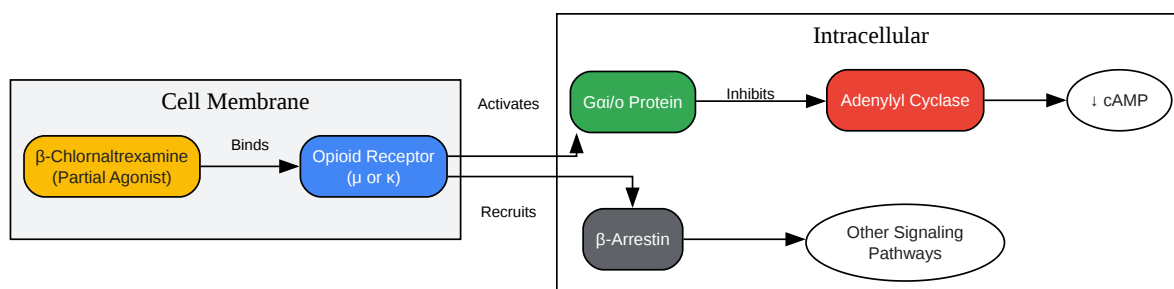 Cell Membrane
β-Chlornaltrexamine
(Partial Agonist)
Binds
Opioid Receptor
(μ or κ)
Activates
Recruits
Intracellular
Gαi/o Protein
Inhibits
Adenylyl Cyclase
↓ cAMP
β-Arrestin
Other Signaling
Pathways